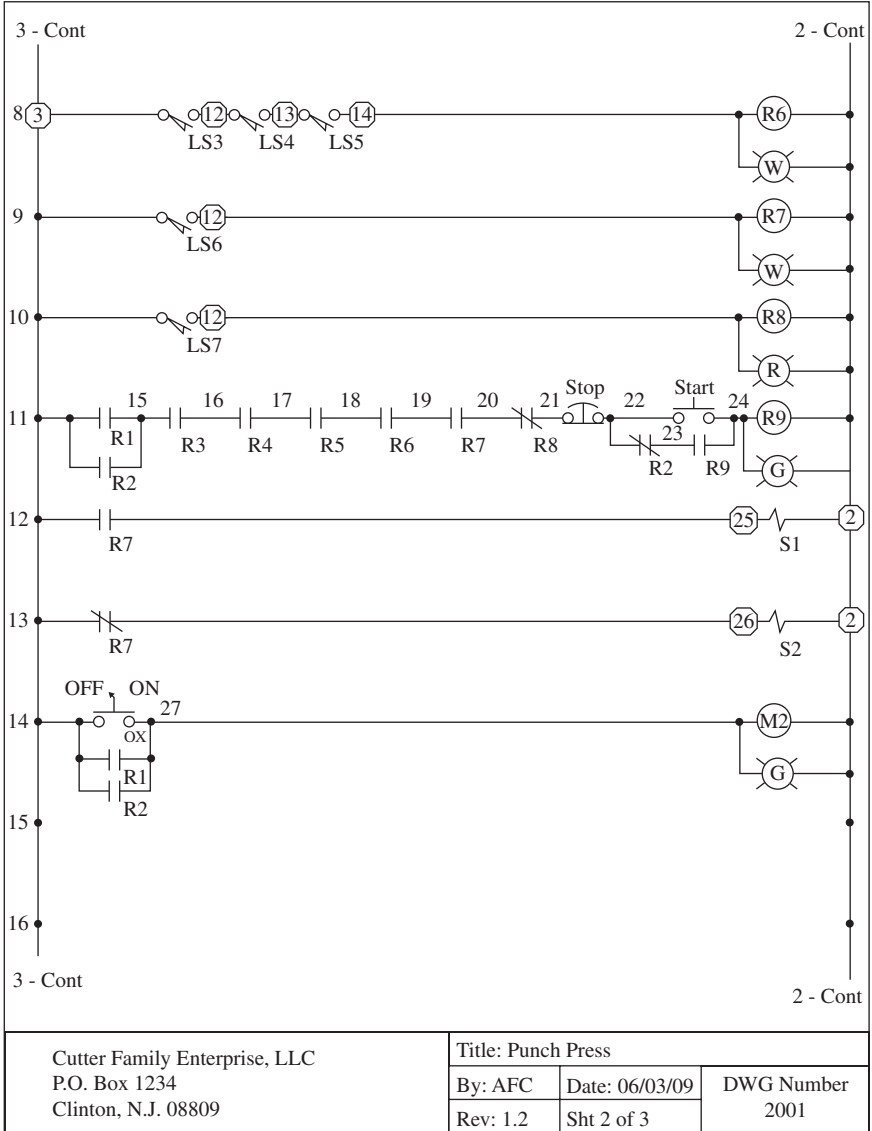 3 - Cont 2 - Cont
8 3 12 13 14 R6
LS3 LS4 LS5
W
9 12 R7
LS6
W
10 12 R8
LS7
R
11 15 16 17 18 19 20 21 Stop 22 Start 24 R9
R1 R3 R4 R5 R6 R7 R8 23
R2 R2 R9 G
12 25 2
R7 S1
13 26 2
R7 S2
OFF ON 27
14 OX M2
R1 G
R2
15
16
3 - Cont 2 - Cont
Cutter Family Enterprise, LLC
P.O. Box 1234
Clinton, N.J. 08809
Title: Punch Press
By: AFC Date: 06/03/09 DWG Number
Rev: 1.2 Sht 2 of 3 2001